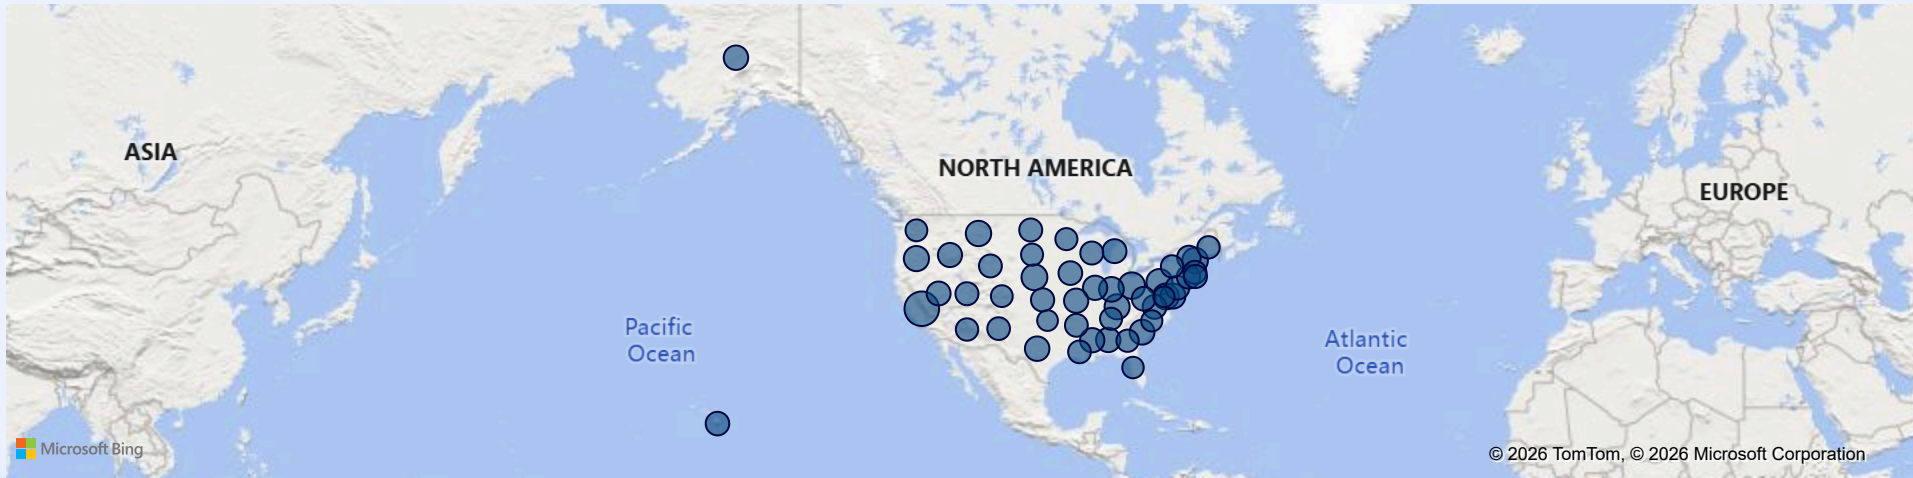 ASIA
NORTH AMERICA
EUROPE
Pacific
Ocean
Atlantic
Ocean
Microsoft Bing
© 2026 TomTom, © 2026 Microsoft Corporation